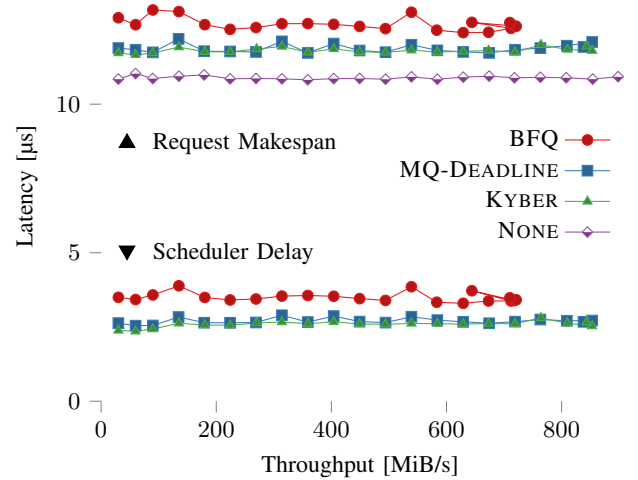 10
Request Makespan
BFQ
MQ-DEADLINE
KYBER
NONE
Latency [µs]
Scheduler Delay
5
0
0 200 400 600 800
Throughput [MiB/s]